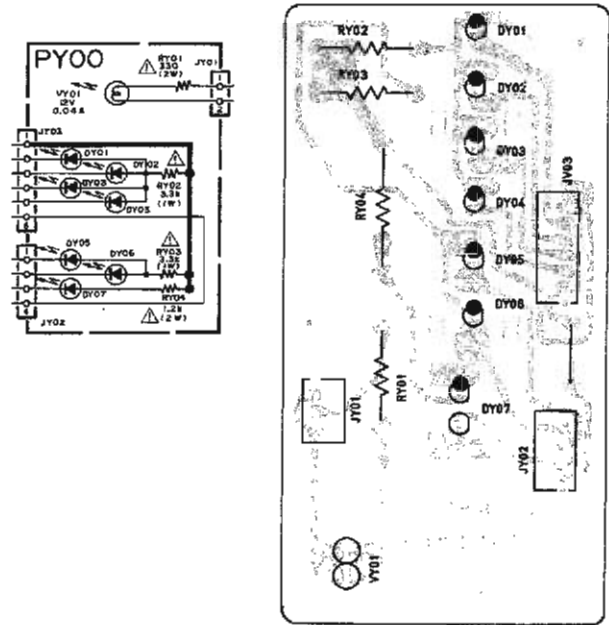 PY00
RY01
330
(2W)
JY01
1
2
VY01
12V
0.04A
JY03
1
DY01
DY02
DY03
RY02
3.3k
(1W)
DY05
RY03
3.3k
(1W)
DY06
DY07
RY04
1.2k
(2W)
JY02
RY02
RY03
RY04
RY01
DY01
DY02
DY03
DY04
DY05
DY06
DY07
JY03
JY01
JY02
VY01